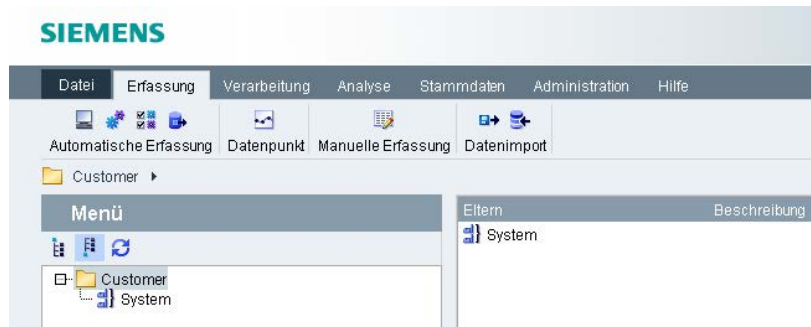 SIEMENS
Datei Erfassung Verarbeitung Analyse Stammdaten Administration Hilfe
Automatische Erfassung Datenpunkt Manuelle Erfassung Datenimport
Customer
Menü
Customer
System
Eltern Beschreibung
System